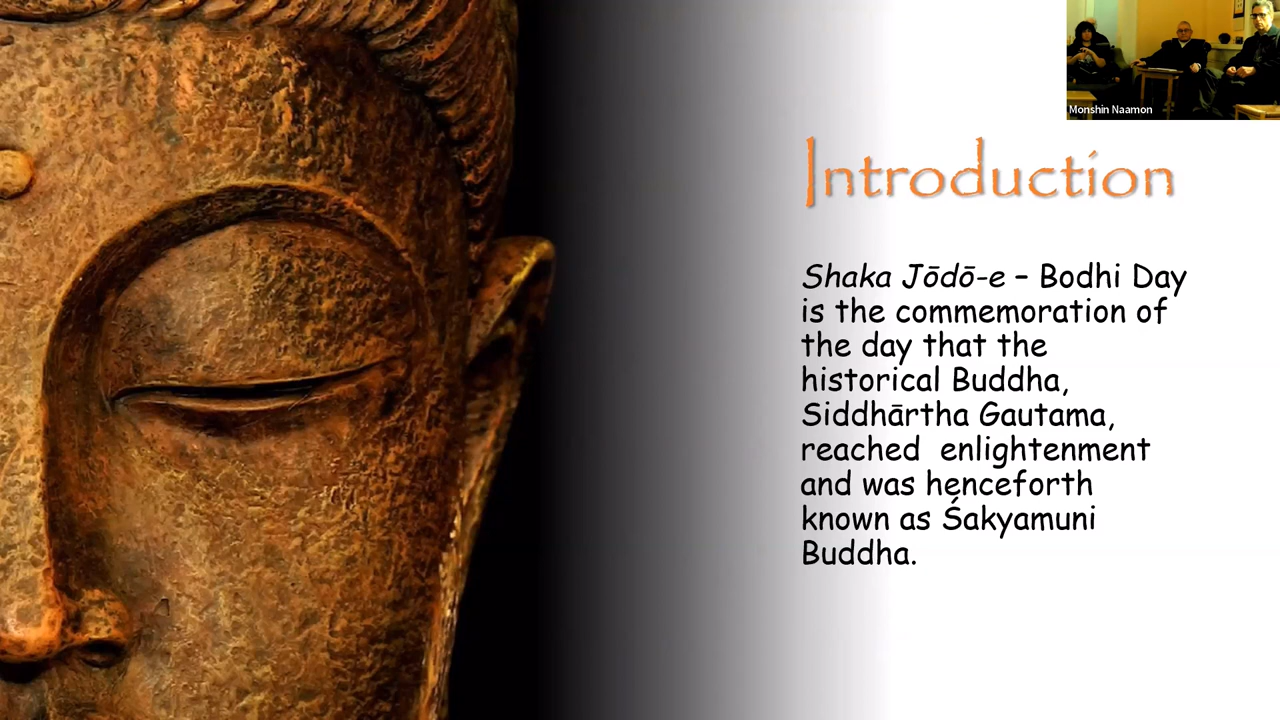 Monshin Naamon
Introduction
Shaka Jōdō-e – Bodhi Day
is the commemoration of
the day that the
historical Buddha,
Siddhārtha Gautama,
reached  enlightenment
and was henceforth
known as Śakyamuni
Buddha.